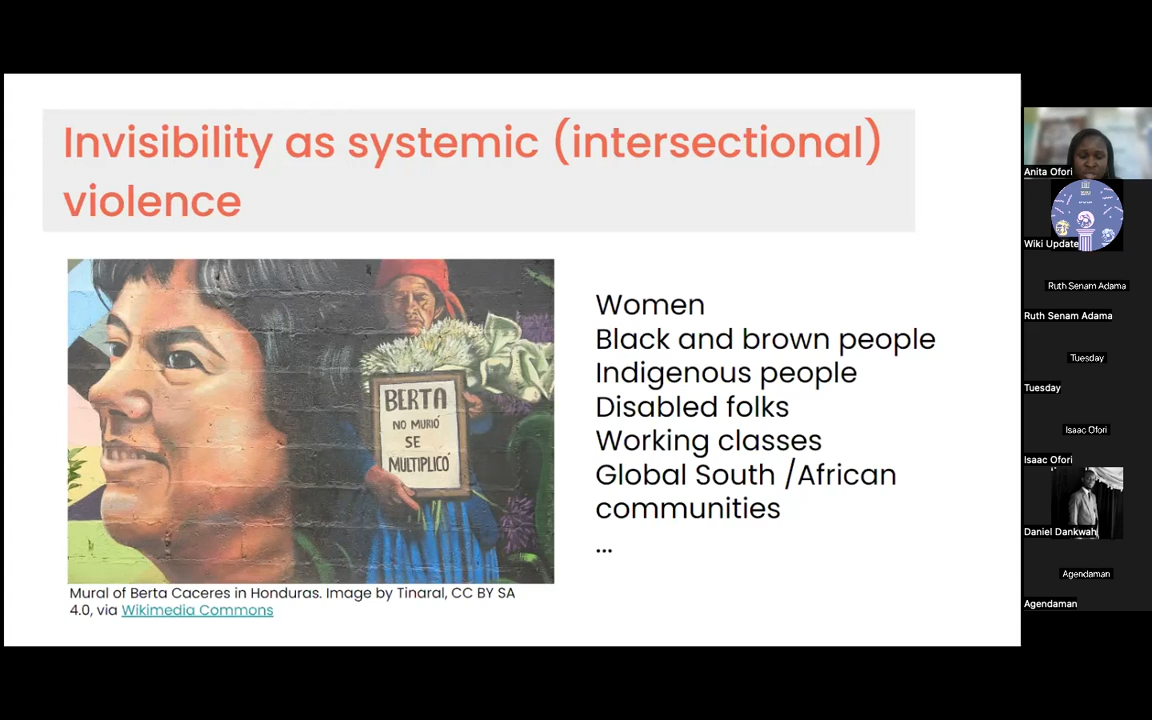 Invisibility as systemic (intersectional)
violence
BERTA
NO MURIÓ
SE
MULTIPLICÓ
Mural of Berta Caceres in Honduras. Image by Tinaral, CC BY SA
4.0, via Wikimedia Commons
Women
Black and brown people
Indigenous people
Disabled folks
Working classes
Global South /African
communities
...
Anita Ofori
Wiki Update
Ruth Senam Adama
Ruth Senam Adama
Tuesday
Tuesday
Isaac Ofori
Isaac Ofori
Daniel Dankwah
Agendaman
Agendaman